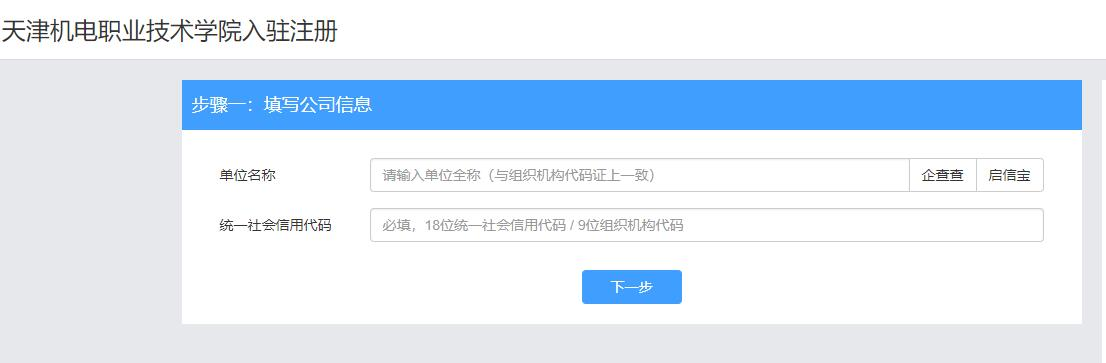 天津机电职业技术学院入驻注册
步骤一：填写公司信息
单位名称 请输入单位全称（与组织机构代码证上一致） 企查查 启信宝
统一社会信用代码 必填，18位统一社会信用代码 / 9位组织机构代码
下一步